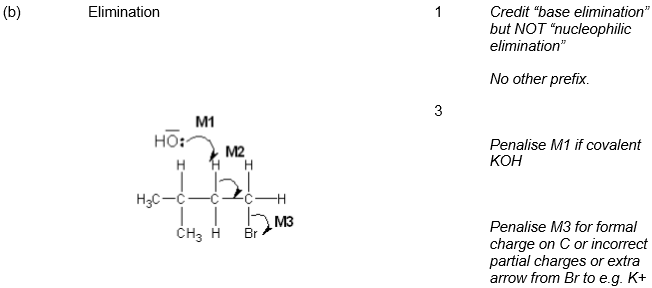 (b) Elimination 1 Credit “base elimination”
but NOT “nucleophilic
elimination”
No other prefix.
3
M1
HO:
M2
Penalise M1 if covalent
KOH
H H H
H₃C C C C H
M3
CH₃ H Br
Penalise M3 for formal
charge on C or incorrect
partial charges or extra
arrow from Br to e.g. K+